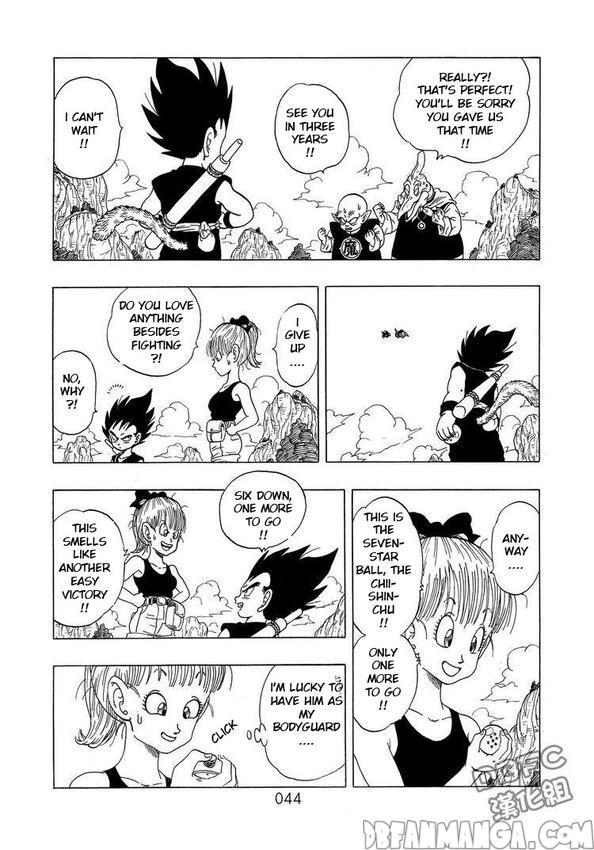 REALLY?!
THAT'S PERFECT!
YOU'LL BE SORRY
YOU GAVE US
THAT TIME
!!
SEE YOU
IN THREE
YEARS
!!
I CAN'T
WAIT
!!
魔
I
GIVE
UP
....
DO YOU LOVE
ANYTHING
BESIDES
FIGHTING
?!
NO,
WHY
?!
ANY-
WAY
....
THIS IS
THE
SEVEN-
STAR
BALL, THE
CHII-
SHIN-
CHU
!!
ONLY
ONE
MORE TO
GO
!!
SIX DOWN,
ONE MORE
TO GO
!!
THIS
SMELLS
LIKE
ANOTHER
EASY
VICTORY
!!
I'M LUCKY
TO HAVE
HIM AS
MY
BODYGUARD
....
CLICK
044
DBFC
漢化組
DBFANMANGA.COM